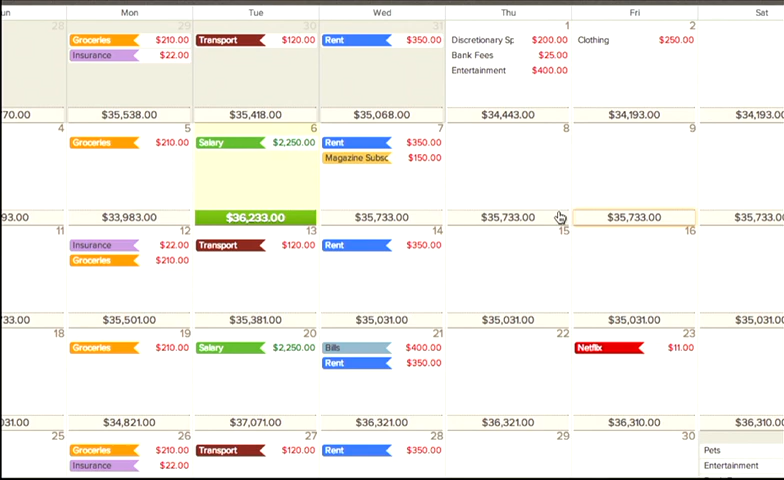 un Mon Tue Wed Thu Fri Sat
28 29 30 31 1 2
Groceries $210.00 Transport $120.00 Rent $350.00 Discretionary Sp $200.00 Clothing $250.00
Insurance $22.00 Bank Fees $25.00
Entertainment $400.00
70.00 $35,538.00 $35,418.00 $35,068.00 $34,443.00 $34,193.00 $34,193.0
4 5 6 7 8 9
Groceries $210.00 Salary $2,250.00 Rent $350.00
Magazine Subsc $150.00
93.00 $33,983.00 $36,233.00 $35,733.00 $35,733.00 $35,733.00 $35,733.0
11 12 13 14 15 16
Insurance $22.00 Transport $120.00 Rent $350.00
Groceries $210.00
733.00 $35,501.00 $35,381.00 $35,031.00 $35,031.00 $35,031.00 $35,031.0
18 19 20 21 22 23
Groceries $210.00 Salary $2,250.00 Bills $400.00 Netflix $11.00
Rent $350.00
031.00 $34,821.00 $37,071.00 $36,321.00 $36,321.00 $36,310.00 $36,310.0
25 26 27 28 29 30
Groceries $210.00 Transport $120.00 Rent $350.00 Pets
Insurance $22.00 Entertainment